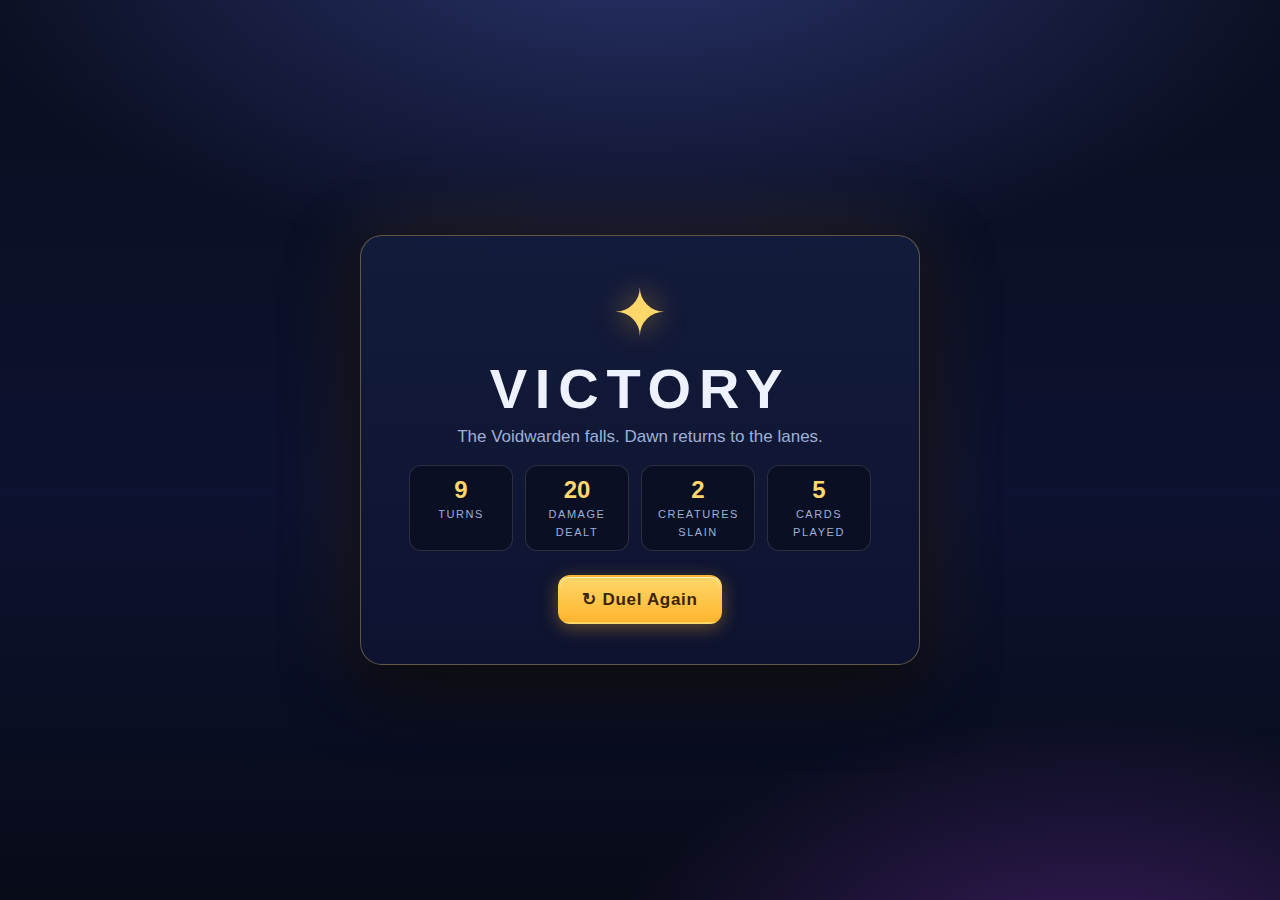 VICTORY
The Voidwarden falls. Dawn returns to the lanes.
9
TURNS
20
DAMAGE
DEALT
2
CREATURES
SLAIN
5
CARDS
PLAYED
↻ Duel Again